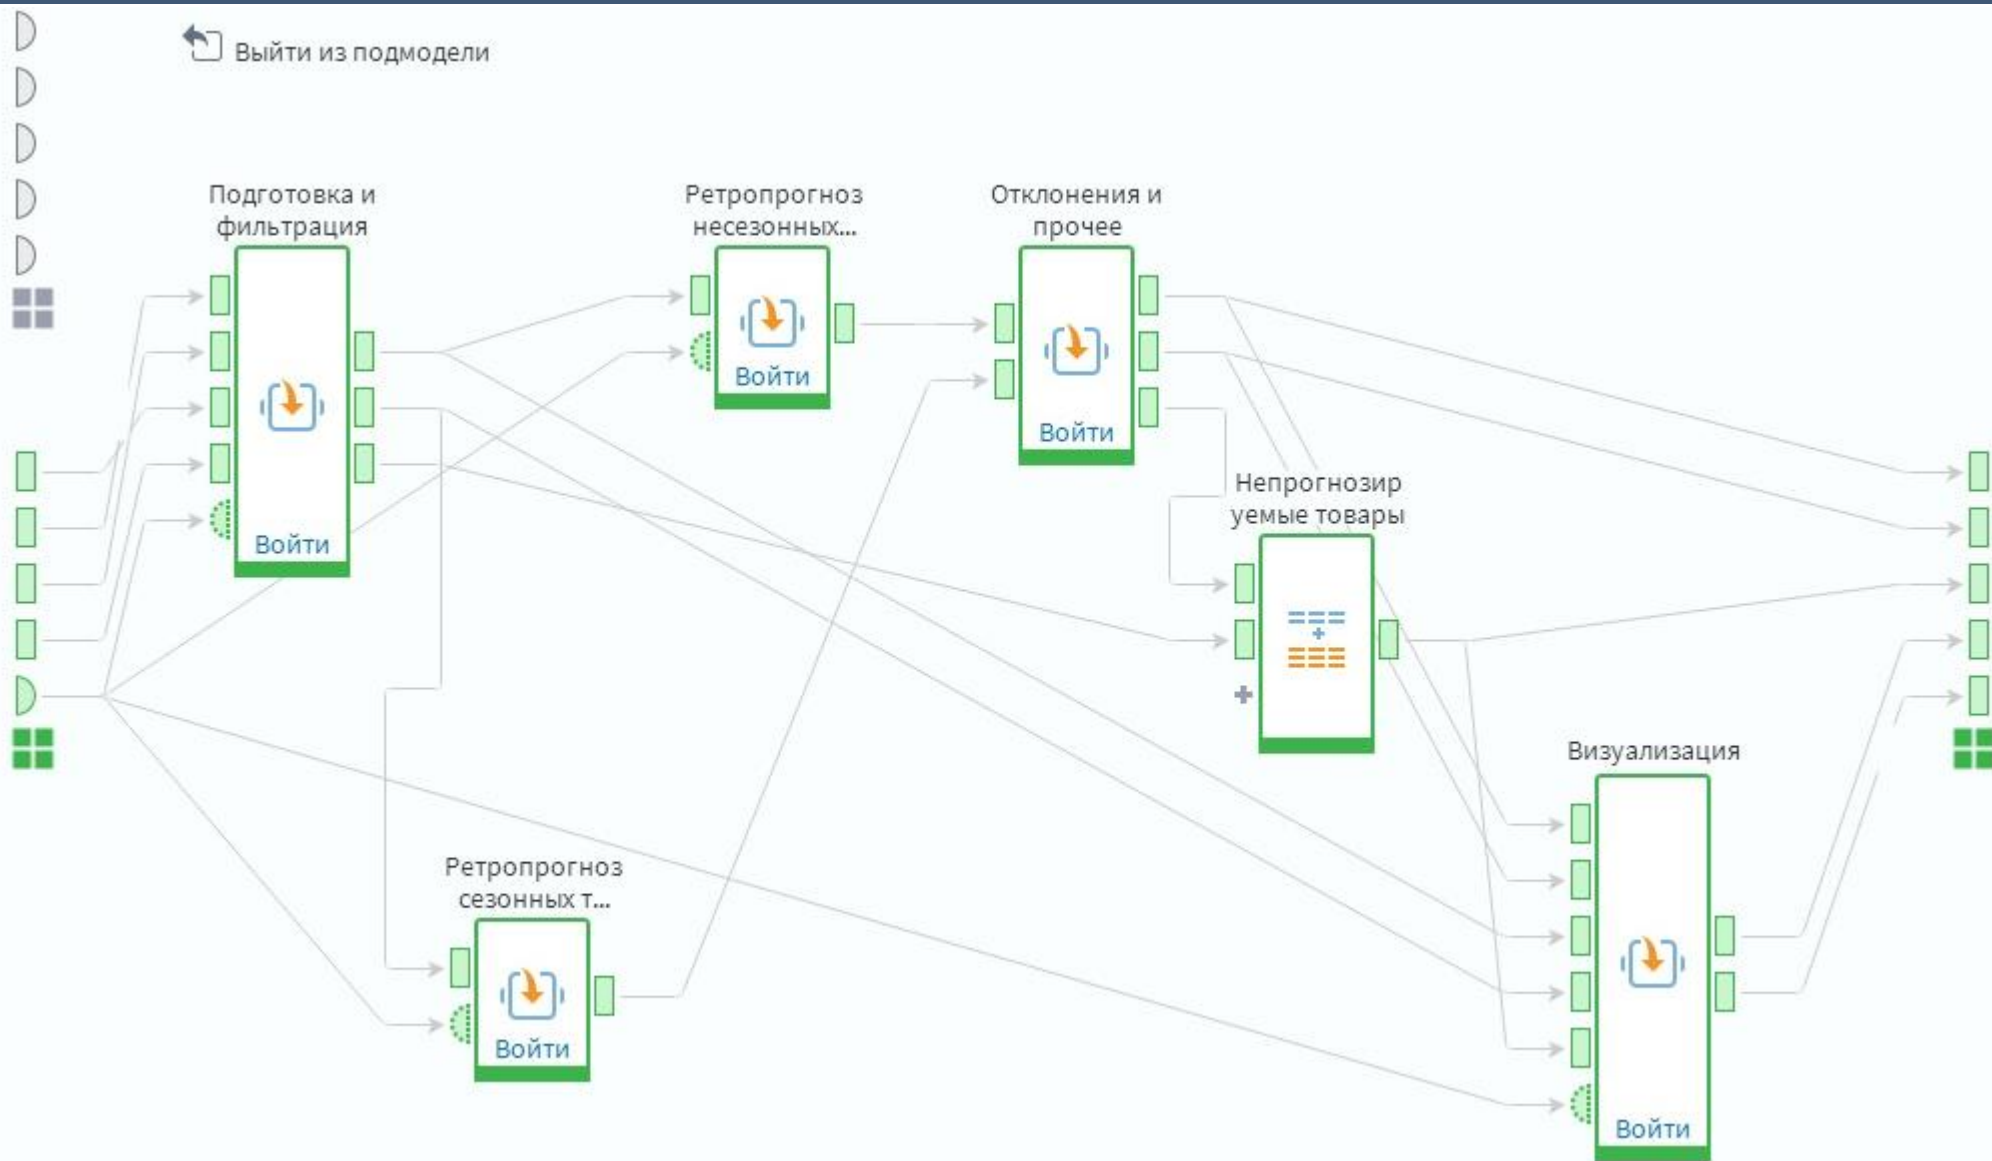 Выйти из подмодели
Подготовка и
фильтрация
Войти
Ретропрогноз
несезонных...
Войти
Отклонения и
прочее
Войти
Непрогнозир
уемые товары
Визуализация
Войти
Ретропрогноз
сезонных т...
Войти